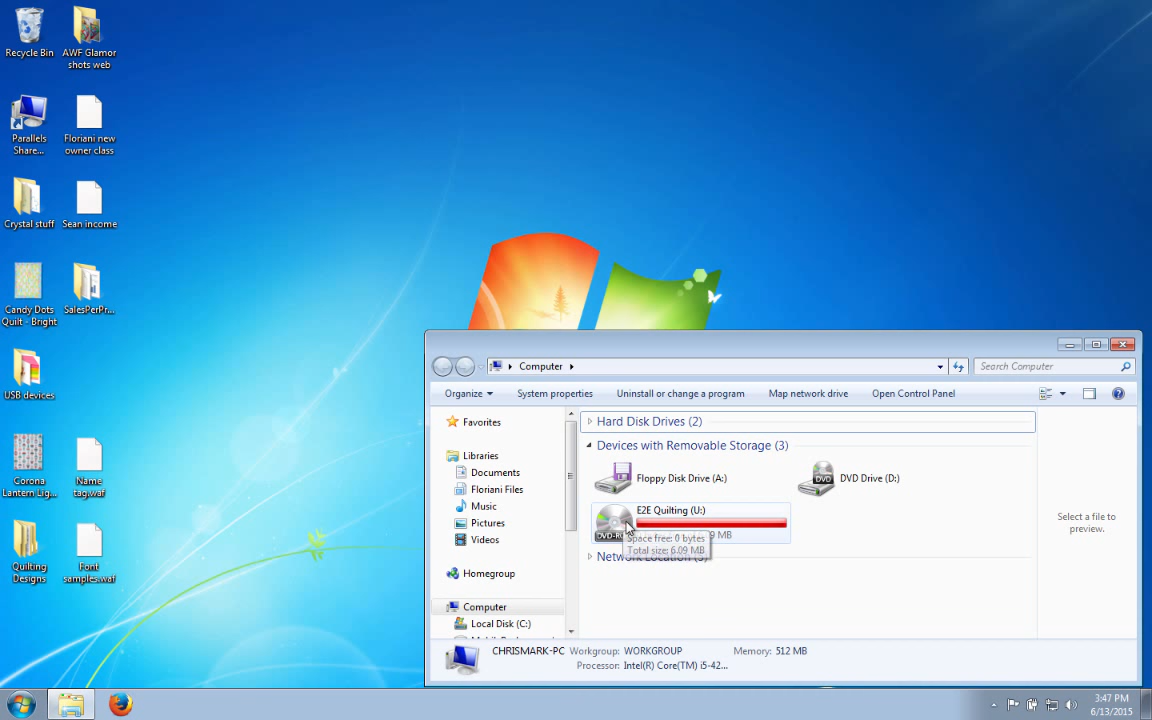 Recycle Bin
AWF Glamor
shots web
Parallels
Share...
Floriani new
owner class
Crystal stuff
Sean income
Candy Dots
Quilt - Bright
SalesPerPr...
USB devices
Corona
Lantern Lig...
Name
tag.waf
Quilting
Designs
Font
samples.waf
Computer
Search Computer
Organize
System properties
Uninstall or change a program
Map network drive
Open Control Panel
Favorites
Libraries
Documents
Floriani Files
Music
Pictures
Videos
Homegroup
Computer
Local Disk (C:)
Hard Disk Drives (2)
Devices with Removable Storage (3)
Floppy Disk Drive (A:)
DVD
DVD Drive (D:)
E2E Quilting (U:)
Space free: 0 bytes
Total size: 6.09 MB
Select a file to
preview.
CHRISMARK-PC
Workgroup: WORKGROUP
Memory: 512 MB
Processor: Intel(R) Core(TM) i5-42...
3:47 PM
6/13/2015